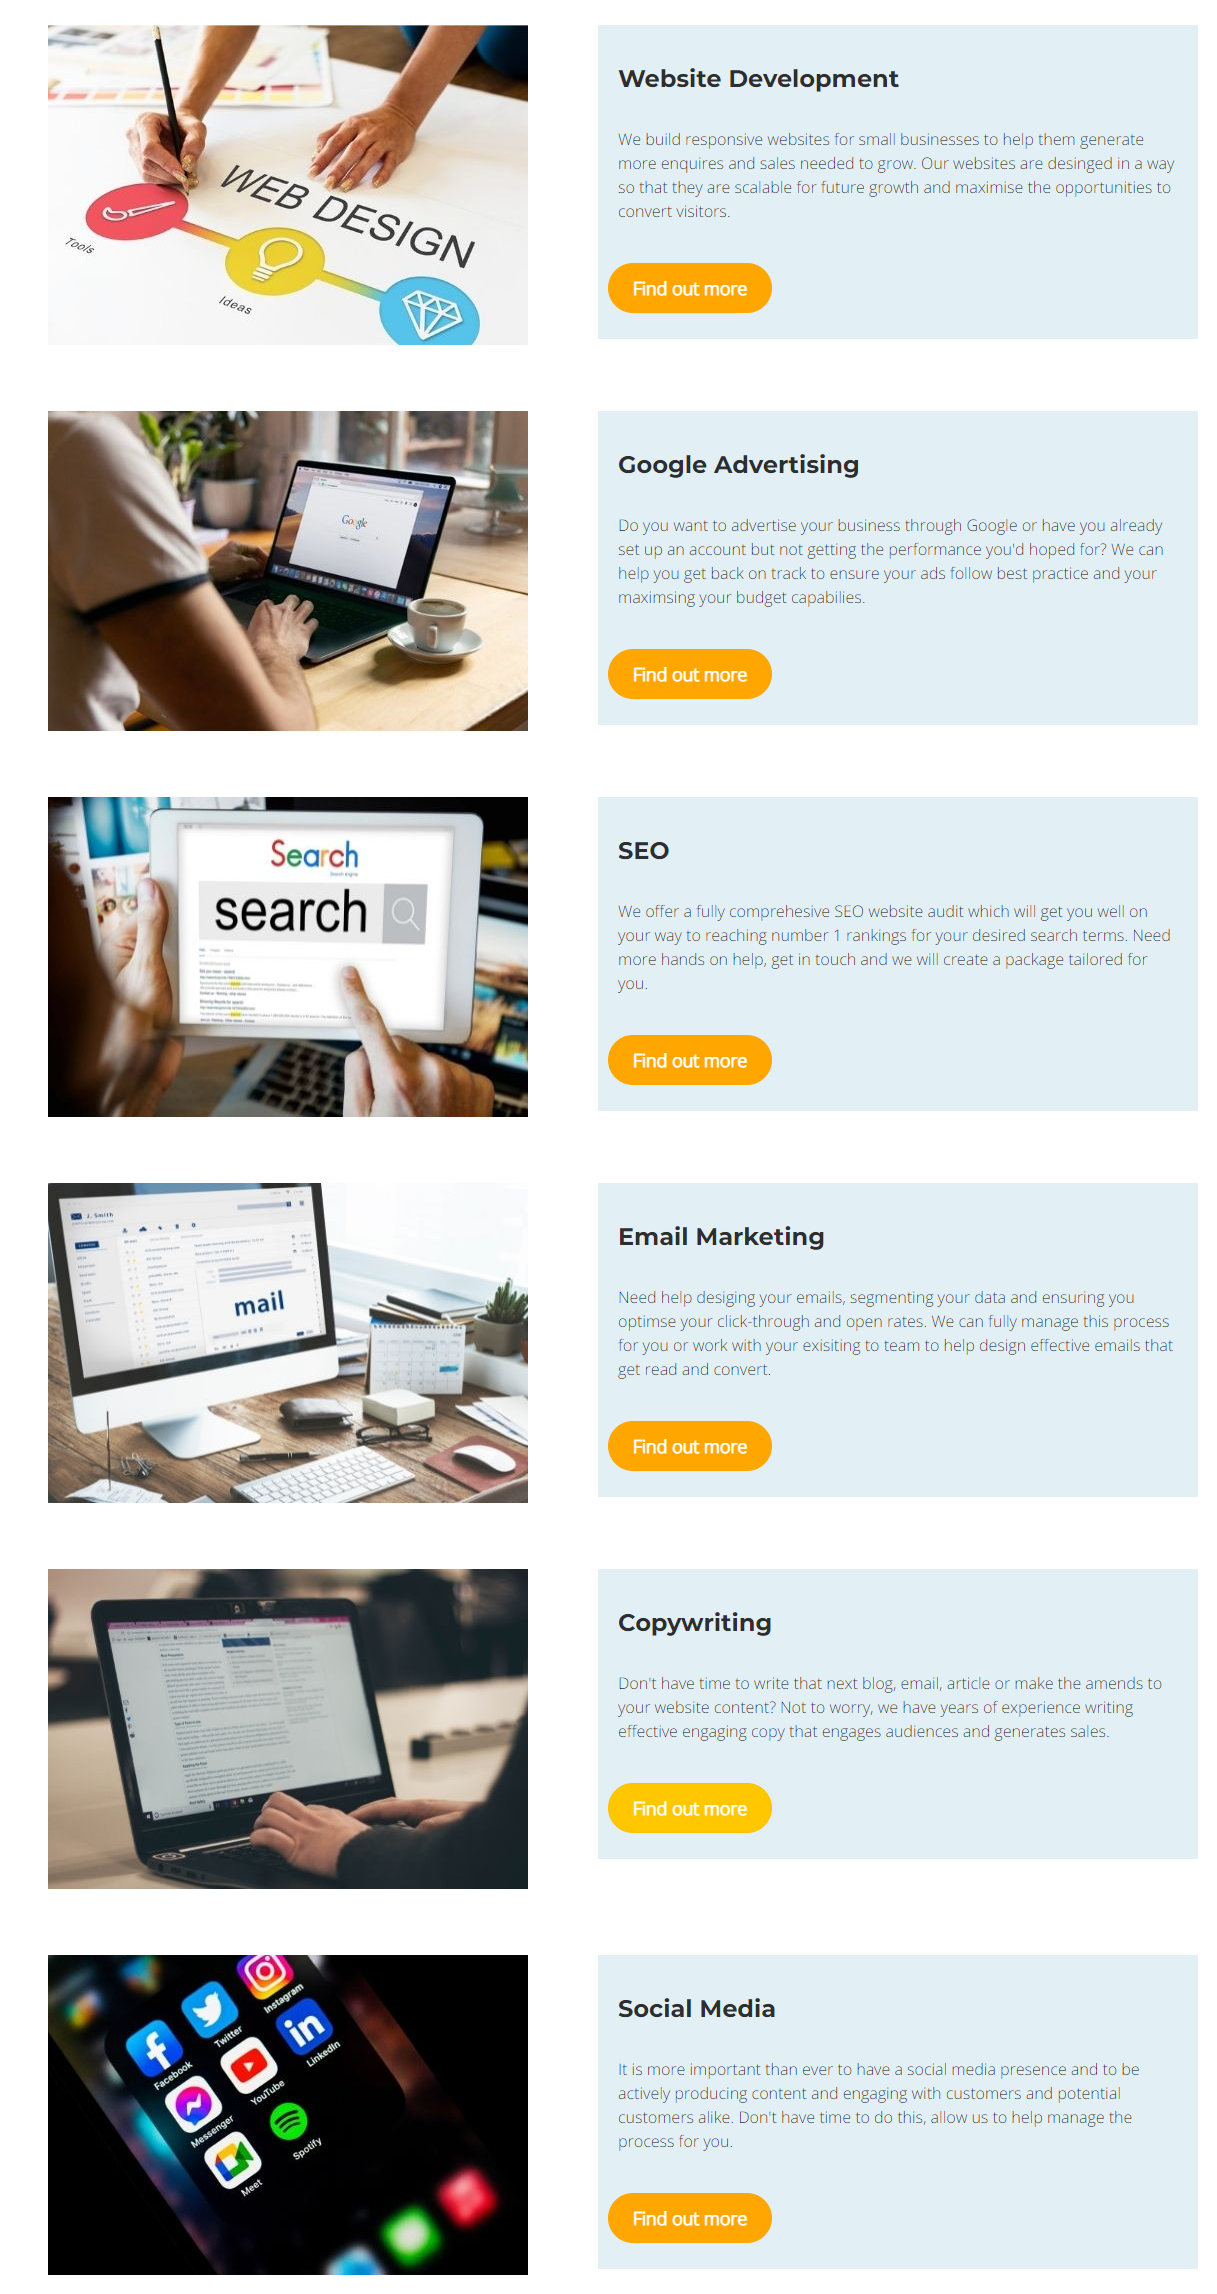 WEB DESIGN
Tools
Ideas
Website Development
We build responsive websites for small businesses to help them generate
more enquires and sales needed to grow. Our websites are desinged in a way
so that they are scalable for future growth and maximise the opportunities to
convert visitors.
Find out more
Google
Google Advertising
Do you want to advertise your business through Google or have you already
set up an account but not getting the performance you'd hoped for? We can
help you get back on track to ensure your ads follow best practice and your
maximsing your budget capabilies.
Find out more
Search
Search engine
search
SEO
We offer a fully comprehesive SEO website audit which will get you well on
your way to reaching number 1 rankings for your desired search terms. Need
more hands on help, get in touch and we will create a package tailored for
you.
Find out more
J. Smith
mail
Email Marketing
Need help desiging your emails, segmenting your data and ensuring you
optimse your click-through and open rates. We can fully manage this process
for you or work with your exisiting to team to help design effective emails that
get read and convert.
Find out more
Copywriting
Don't have time to write that next blog, email, article or make the amends to
your website content? Not to worry, we have years of experience writing
effective engaging copy that engages audiences and generates sales.
Find out more
Instagram
Twitter
LinkedIn
Facebook
YouTube
Messenger
Spotify
Meet
Social Media
It is more important than ever to have a social media presence and to be
actively producing content and engaging with customers and potential
customers alike. Don't have time to do this, allow us to help manage the
process for you.
Find out more